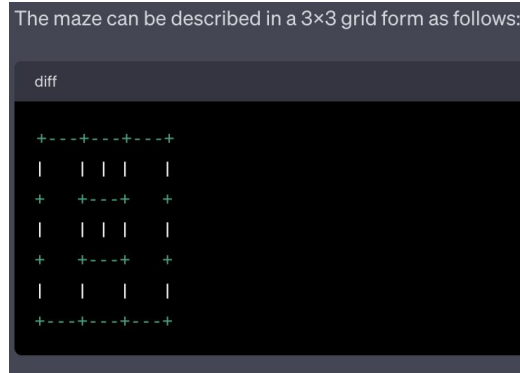 The maze can be described in a 3×3 grid form as follows:
diff
+---+---+---+
|   | | |   |
+   +---+   +
|   | | |   |
+   +---+   +
|   |   |   |
+---+---+---+